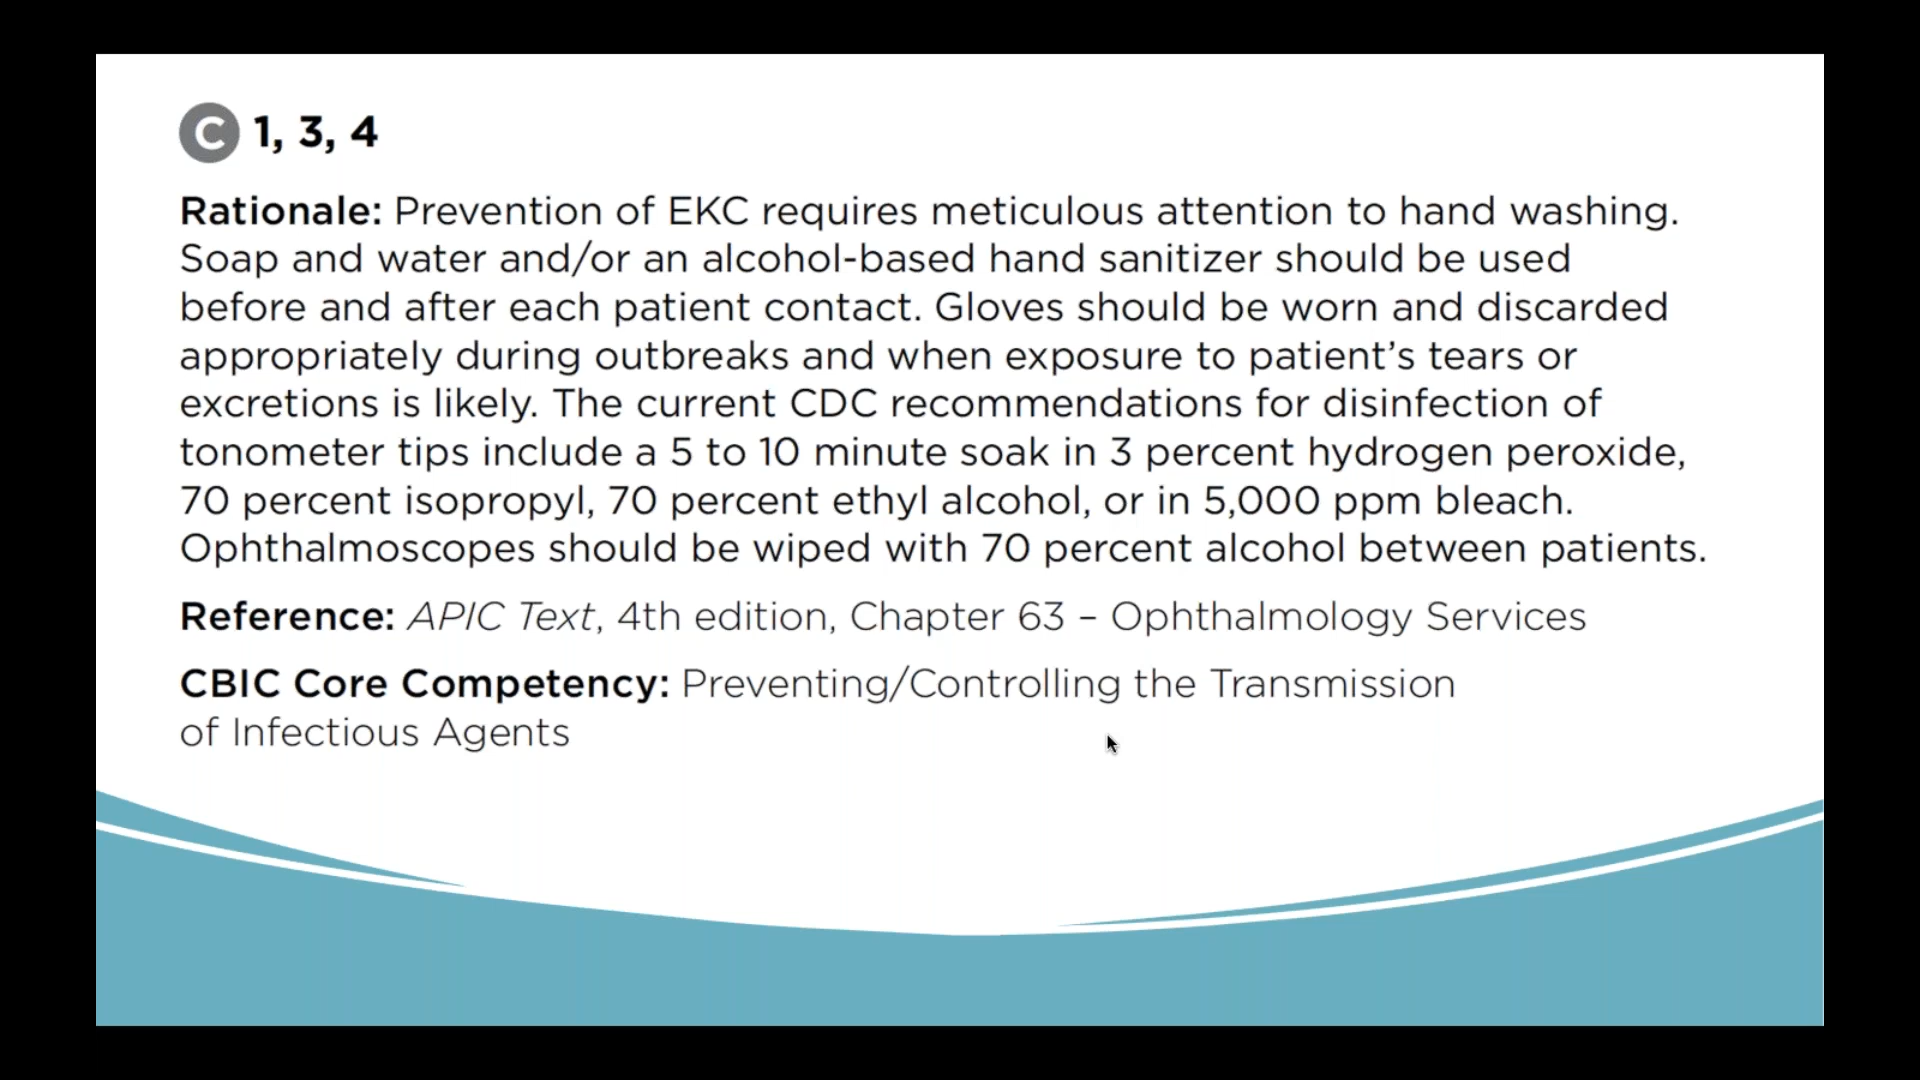 C 1, 3, 4
Rationale: Prevention of EKC requires meticulous attention to hand washing.
Soap and water and/or an alcohol-based hand sanitizer should be used
before and after each patient contact. Gloves should be worn and discarded
appropriately during outbreaks and when exposure to patient’s tears or
excretions is likely. The current CDC recommendations for disinfection of
tonometer tips include a 5 to 10 minute soak in 3 percent hydrogen peroxide,
70 percent isopropyl, 70 percent ethyl alcohol, or in 5,000 ppm bleach.
Ophthalmoscopes should be wiped with 70 percent alcohol between patients.
Reference: APIC Text, 4th edition, Chapter 63 – Ophthalmology Services
CBIC Core Competency: Preventing/Controlling the Transmission
of Infectious Agents